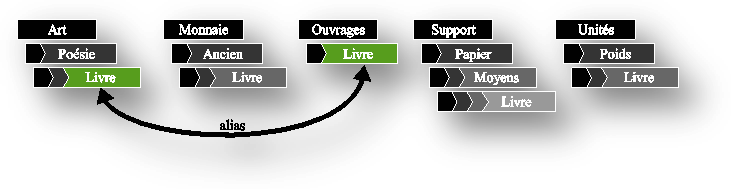 Art
Poésie
Livre
Monnaie
Ancien
Livre
Ouvrages
Livre
Support
Papier
Moyens
Livre
Unités
Poids
Livre
alias